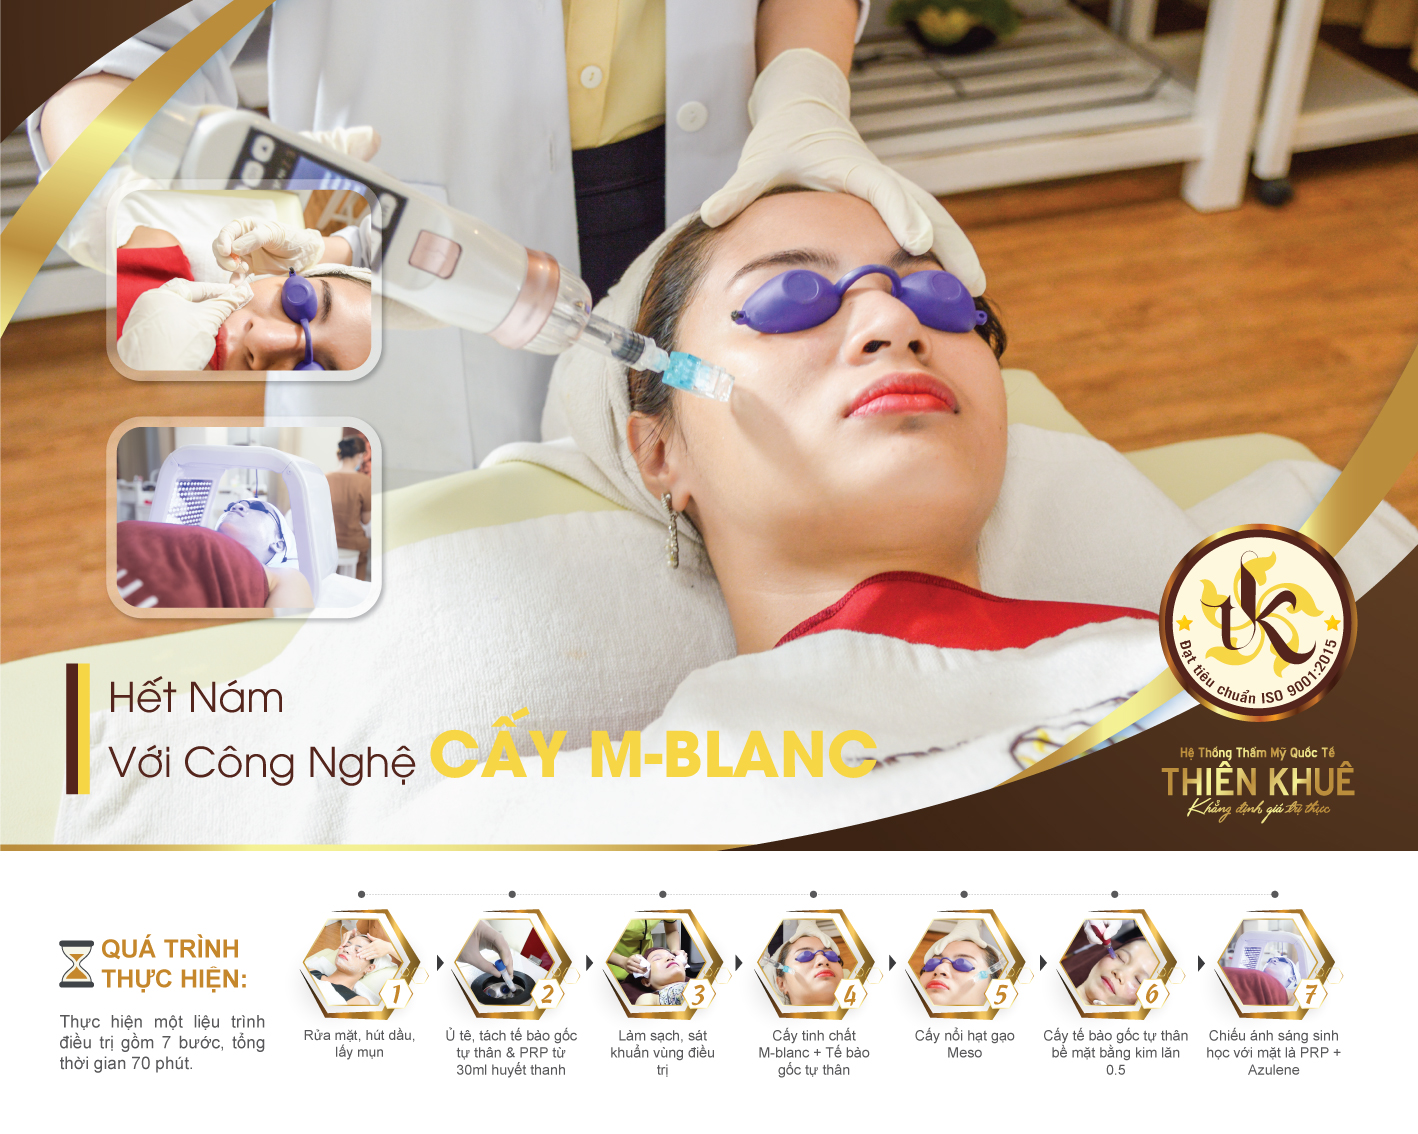 Hết Nám
Với Công Nghệ CẤY M-BLANC
tk
Đạt tiêu chuẩn ISO 9001:2015
Hệ Thống Thẩm Mỹ Quốc Tế
THIÊN KHUÊ
Khẳng định giá trị thực
QUÁ TRÌNH
THỰC HIỆN:
Thực hiện một liệu trình
điều trị gồm 7 bước, tổng
thời gian 70 phút.
1
Rửa mặt, hút dầu,
lấy mụn
2
Ủ tê, tách tế bào gốc
tự thân & PRP từ
30ml huyết thanh
3
Làm sạch, sát
khuẩn vùng điều
trị
4
Cấy tinh chất
M-blanc + Tế bào
gốc tự thân
5
Cấy nổi hạt gạo
Meso
6
Cấy tế bào gốc tự thân
bề mặt bằng kim lăn
0.5
7
Chiếu ánh sáng sinh
học với mặt là PRP +
Azulene